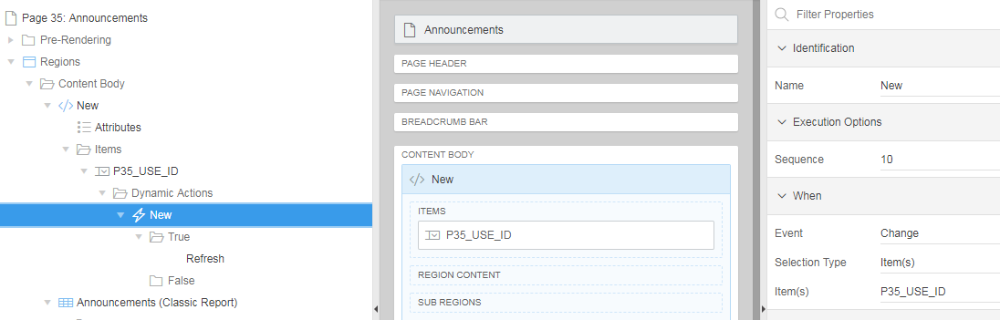 Page 35: Announcements
Pre-Rendering
Regions
Content Body
New
Attributes
Items
P35_USE_ID
Dynamic Actions
New
True
Refresh
False
Announcements (Classic Report)
Announcements
PAGE HEADER
PAGE NAVIGATION
BREADCRUMB BAR
CONTENT BODY
New
ITEMS
P35_USE_ID
REGION CONTENT
SUB REGIONS
Filter Properties
Identification
Name New
Execution Options
Sequence 10
When
Event Change
Selection Type Item(s)
Item(s) P35_USE_ID